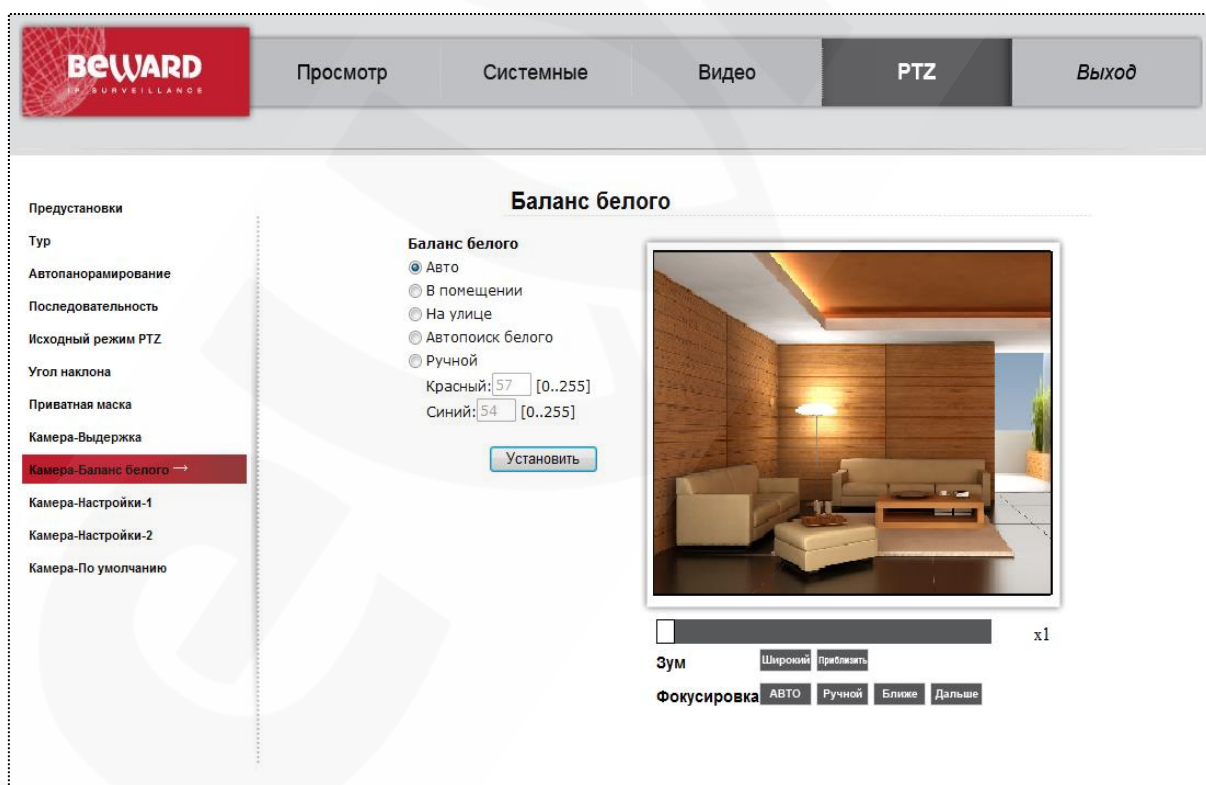 BEWARD
IP SURVEILLANCE
Просмотр
Системные
Видео
PTZ
Выход
Предустановки
Тур
Автопанорамирование
Последовательность
Исходный режим PTZ
Угол наклона
Приватная маска
Камера-Выдержка
Камера-Баланс белого →
Камера-Настройки-1
Камера-Настройки-2
Камера-По умолчанию
Баланс белого
Баланс белого
Авто
В помещении
На улице
Автопоиск белого
Ручной
Красный: 57 [0..255]
Синий: 54 [0..255]
Установить
x1
Зум Широкий Приблизить
Фокусировка АВТО Ручной Ближе Дальше